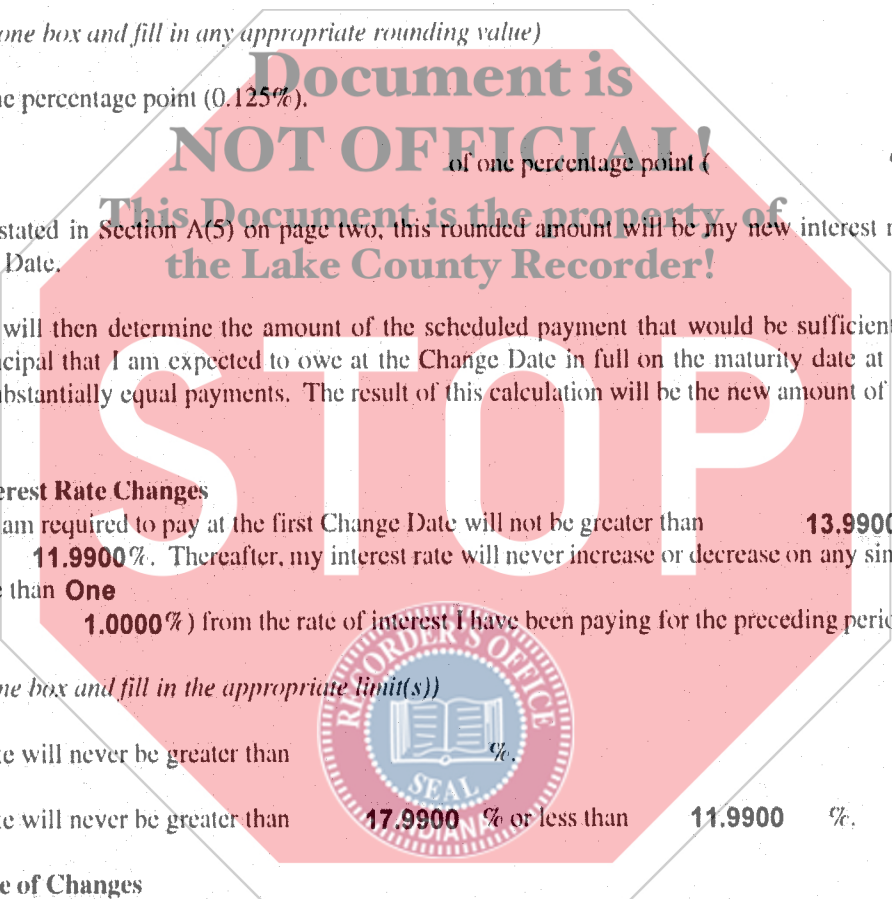 one box and fill in any appropriate rounding value)
Document is
ne percentage point (0.125%).
NOT OFFICIAL!
of one percentage point (
This Document is the property of
stated in Section A(5) on page two, this rounded amount will be my new interest
Date.
the Lake County Recorder!
will then determine the amount of the scheduled payment that would be sufficient
ncipal that I am expected to owe at the Change Date in full on the maturity date at
ubstantially equal payments. The result of this calculation will be the new amount of
STOP
erest Rate Changes
am required to pay at the first Change Date will not be greater than 13.9900
11.9900%. Thereafter, my interest rate will never increase or decrease on any sin
e than One
1.0000%) from the rate of interest I have been paying for the preceding perio
RECORDER'S OFFICE
ne box and fill in the appropriate limit(s))
te will never be greater than %.
SEAL
te will never be greater than 17.9900 % or less than 11.9900 %.
INDIANA
e of Changes